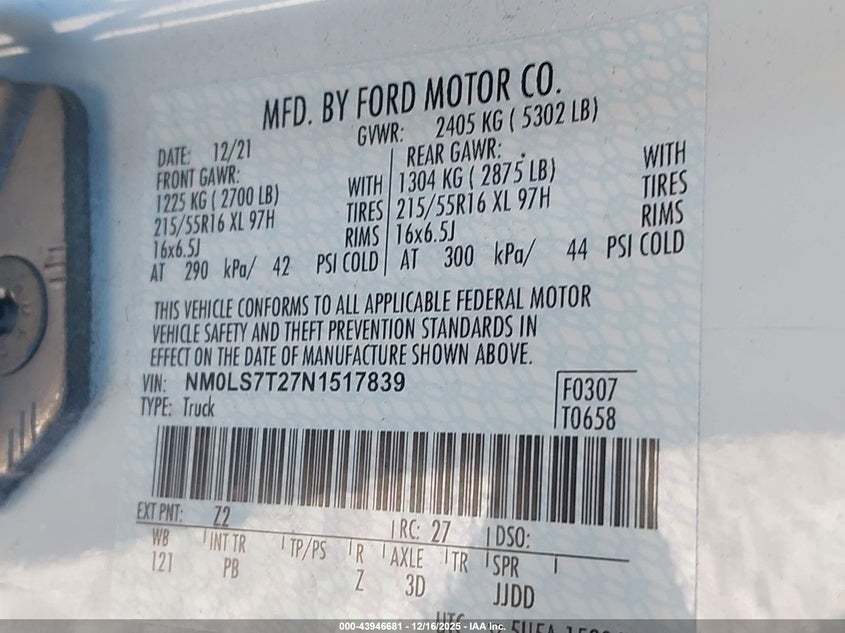 MFD. BY FORD MOTOR CO.
DATE: 12/21 GVWR: 2405 KG ( 5302 LB)
FRONT GAWR: REAR GAWR:
1225 KG ( 2700 LB) WITH 1304 KG ( 2875 LB) WITH
215/55R16 XL 97H TIRES 215/55R16 XL 97H TIRES
16x6.5J RIMS 16x6.5J RIMS
AT 290 kPa/ 42 PSI COLD AT 300 kPa/ 44 PSI COLD
THIS VEHICLE CONFORMS TO ALL APPLICABLE FEDERAL MOTOR
VEHICLE SAFETY AND THEFT PREVENTION STANDARDS IN
EFFECT ON THE DATE OF MANUFACTURE SHOWN ABOVE.
VIN: NM0LS7T27N1517839 F0307
TYPE: Truck T0658
EXT PNT: Z2 RC: 27 DSO:
WB INT TR TP/PS R AXLE TR SPR
121 PB Z 3D JJDD
000-43946681 - 12/16/2025 - IAA Inc.